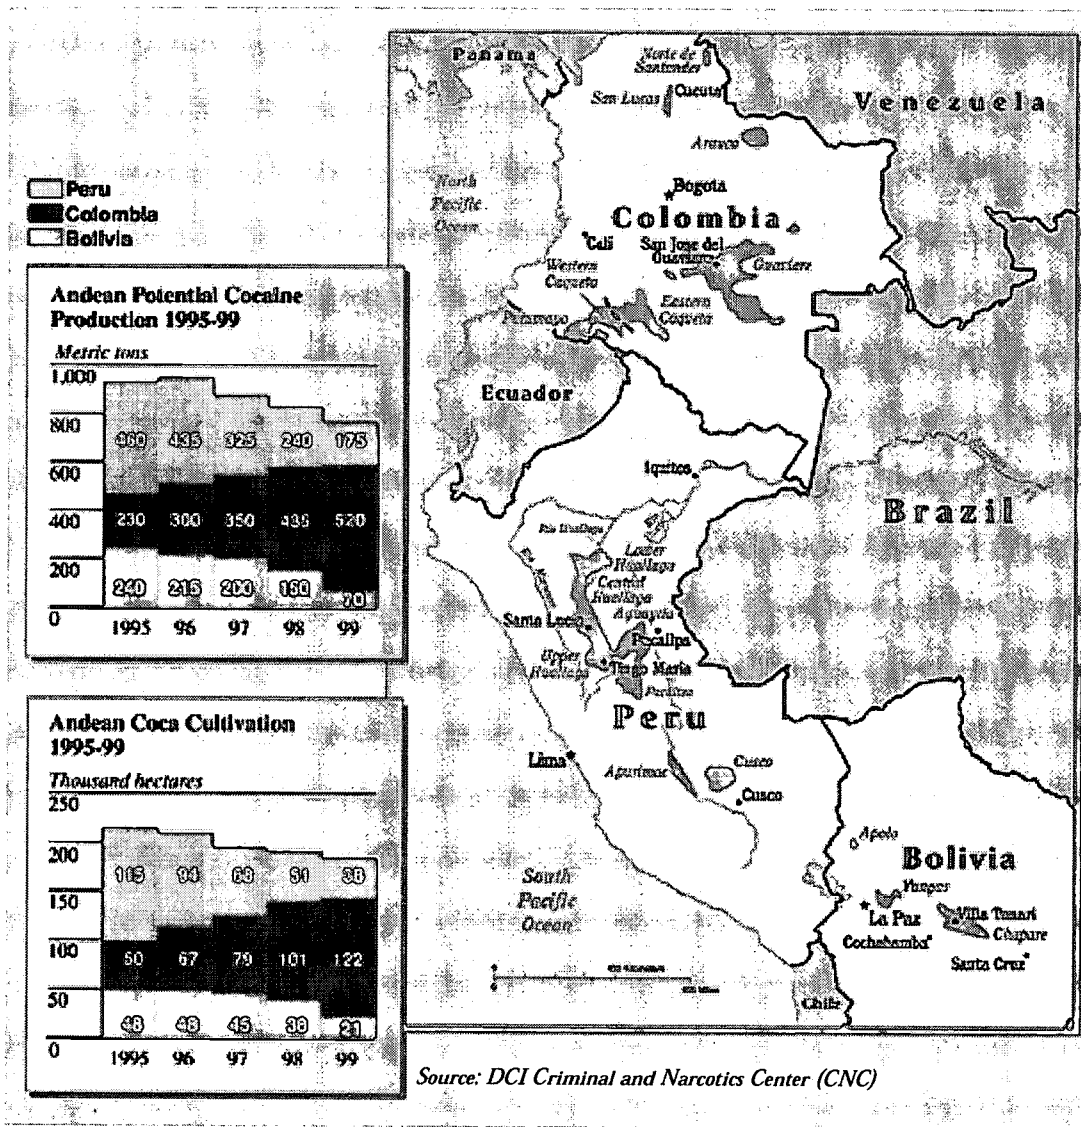 Peru
Colombia
Bolivia
Andean Potential Cocaine
Production 1995-99
Metric tons
1,000
800
600
400
200
0
460 435 325 240 175
230 300 350 435 520
240 215 200 150 70
1995 96 97 98 99
Andean Coca Cultivation
1995-99
Thousand hectares
250
200
150
100
50
0
115 94 68 51 38
50 67 79 101 122
48 48 45 38 21
1995 96 97 98 99
Panama
Norte de
Santander
San Lucas
Cucuta
Venezuela
Arauca
North
Pacific
Ocean
Bogota
Colombia
Cali
San Jose del
Guaviare
Guaviare
Western
Caqueta
Eastern
Caqueta
Putumayo
Ecuador
Iquitos
Brazil
Rio Huallaga
Lower
Huallaga
Central
Huallaga
Aguaytia
Santa Lucia
Pucallpa
Upper
Huallaga
Tingo Maria
Peru
Lima
Apurimac
Cusco
Cusco
Apolo
Bolivia
South
Pacific
Ocean
Yungas
La Paz
Villa Tunari
Chapare
Cochabamba
Santa Cruz
Chile
Source: DCI Criminal and Narcotics Center (CNC)